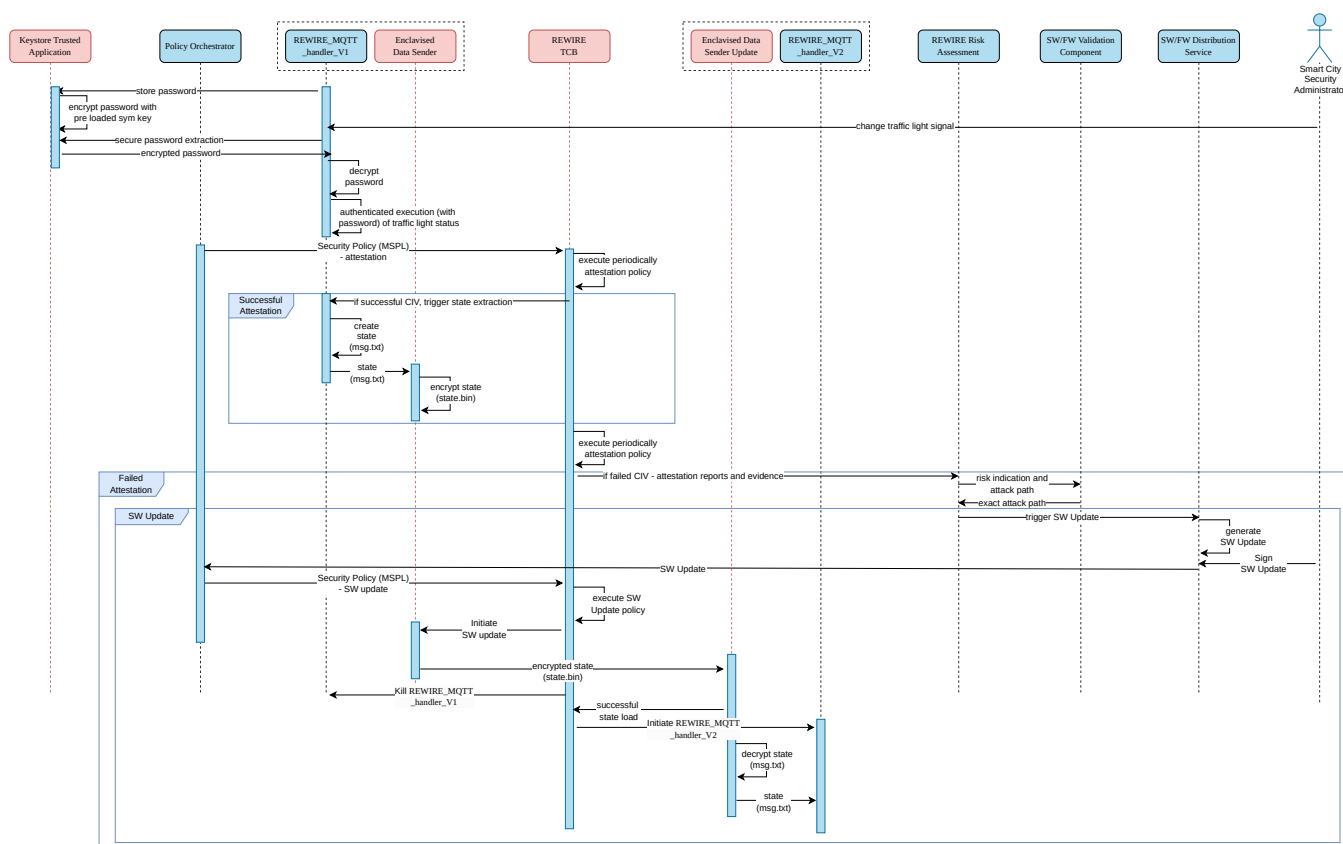 Keystore Trusted
Application
Policy Orchestrator
REWIRE_MQTT
_handler_V1
Enclavised
Data Sender
REWIRE
TCB
Enclavised Data
Sender Update
REWIRE_MQTT
_handler_V2
REWIRE Risk
Assessment
SW/FW Validation
Component
SW/FW Distribution
Service
Smart City
Security
Administrato
store password
encrypt password with
pre loaded sym key
change traffic light signal
secure password extraction
encrypted password
decrypt
password
authenticated execution (with
password) of traffic light status
Security Policy (MSPL)
- attestation
execute periodically
attestation policy
Successful
Attestation
if successful CIV, trigger state extraction
create
state
(msg.txt)
state
(msg.txt)
encrypt state
(state.bin)
execute periodically
attestation policy
Failed
Attestation
if failed CIV - attestation reports and evidence
risk indication and
attack path
exact attack path
SW Update
trigger SW Update
generate
SW Update
Sign
SW Update
SW Update
Security Policy (MSPL)
- SW update
execute SW
Update policy
Initiate
SW update
encrypted state
(state.bin)
Kill REWIRE_MQTT
_handler_V1
successful
state load
Initiate REWIRE_MQTT
_handler_V2
decrypt state
(msg.txt)
state
(msg.txt)